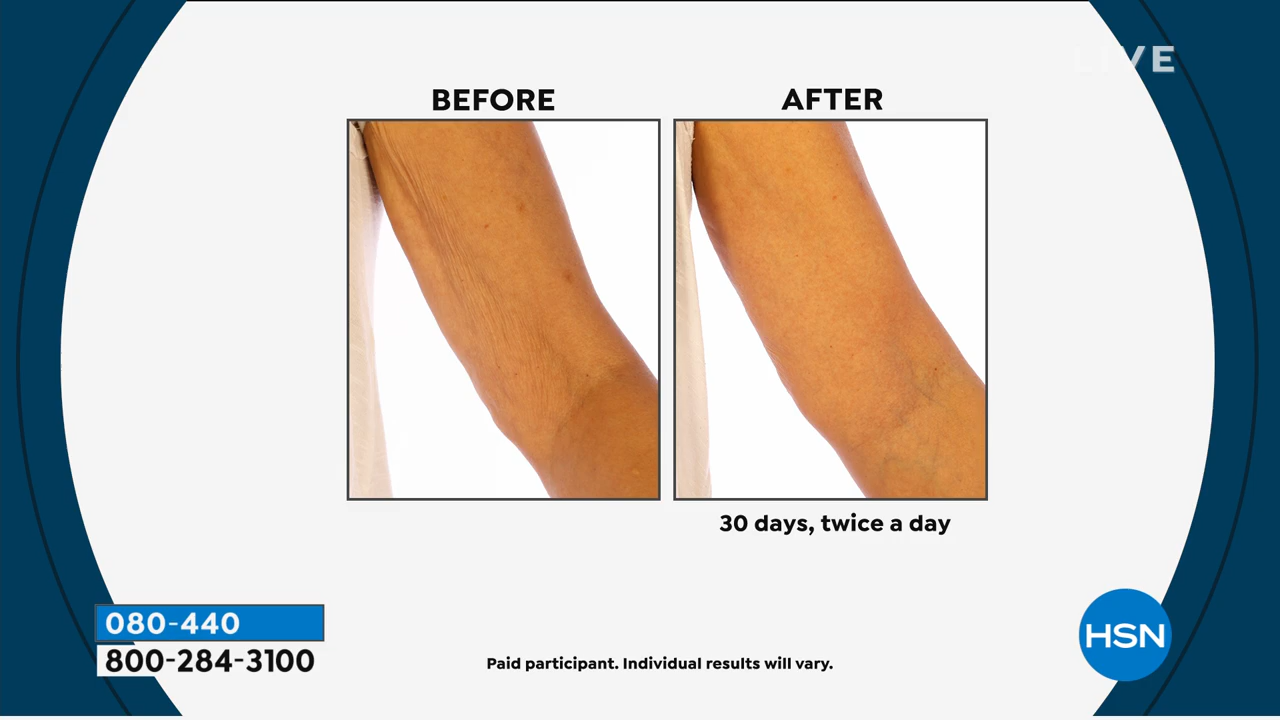 LIVE
BEFORE
AFTER
30 days, twice a day
080-440
800-284-3100
Paid participant. Individual results will vary.
HSN